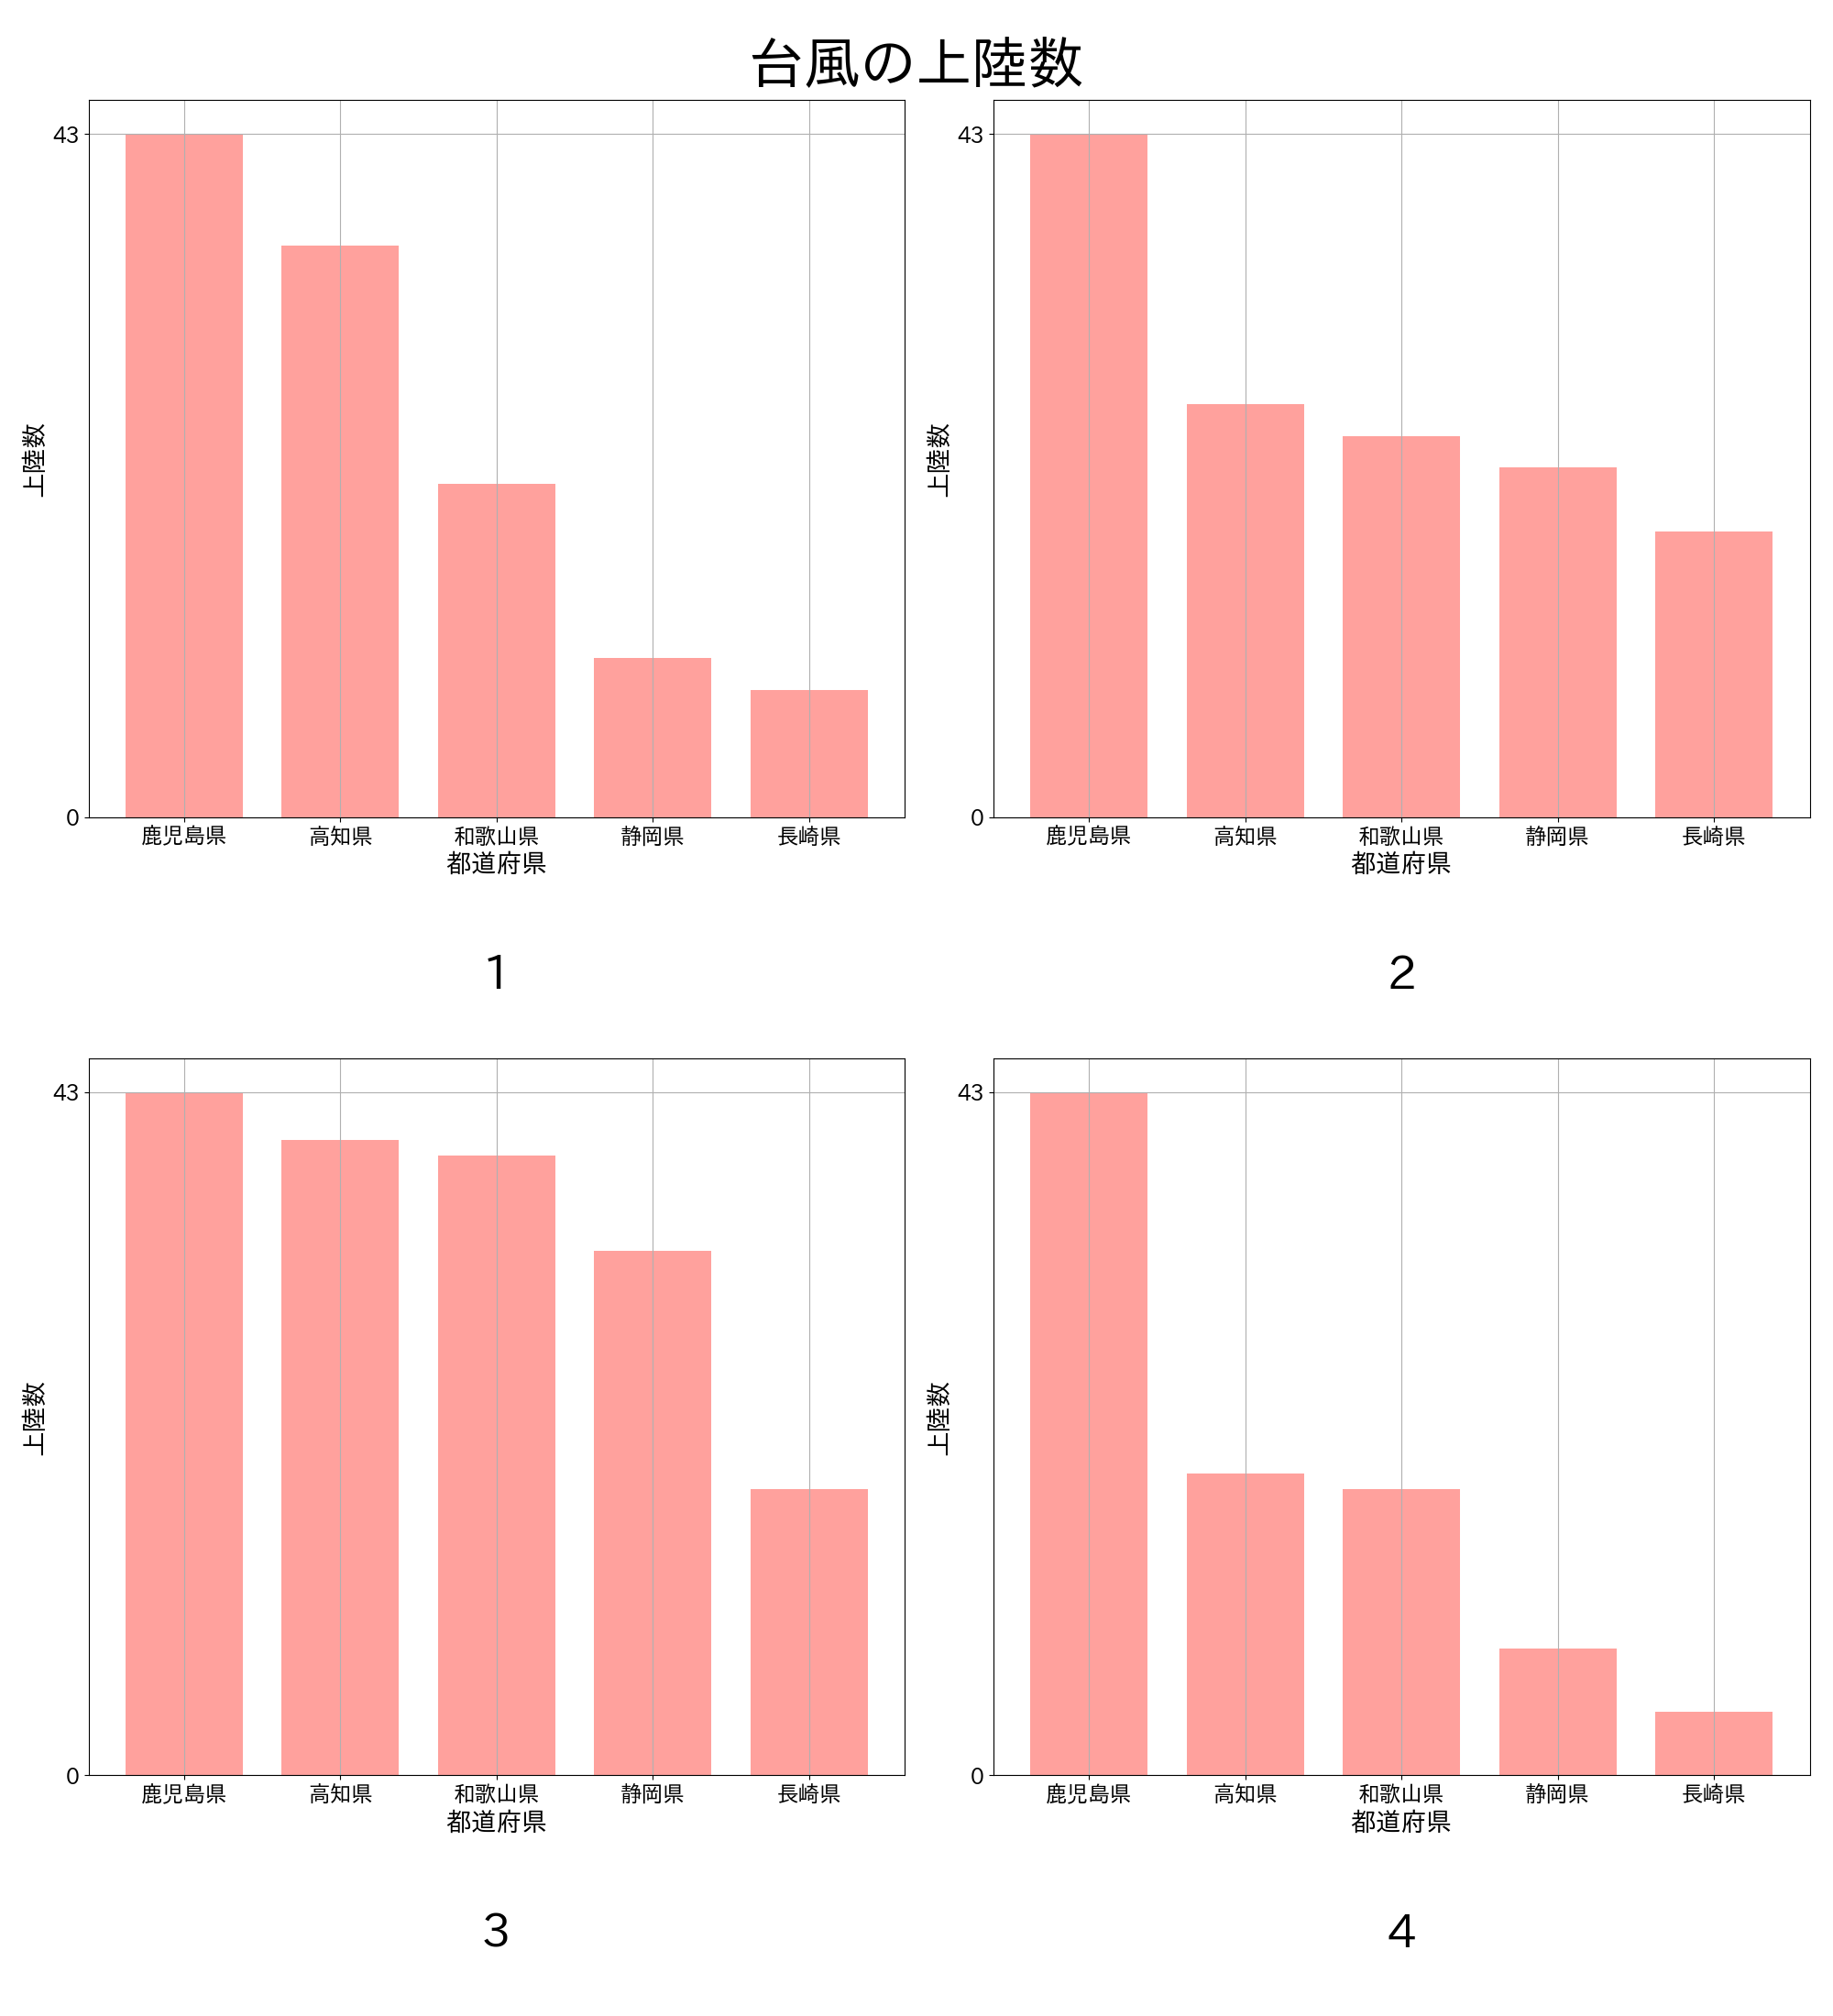 台風の上陸数
43
0
上陸数
鹿児島県 高知県 和歌山県 静岡県 長崎県
都道府県
1
43
0
上陸数
鹿児島県 高知県 和歌山県 静岡県 長崎県
都道府県
2
43
0
上陸数
鹿児島県 高知県 和歌山県 静岡県 長崎県
都道府県
3
43
0
上陸数
鹿児島県 高知県 和歌山県 静岡県 長崎県
都道府県
4